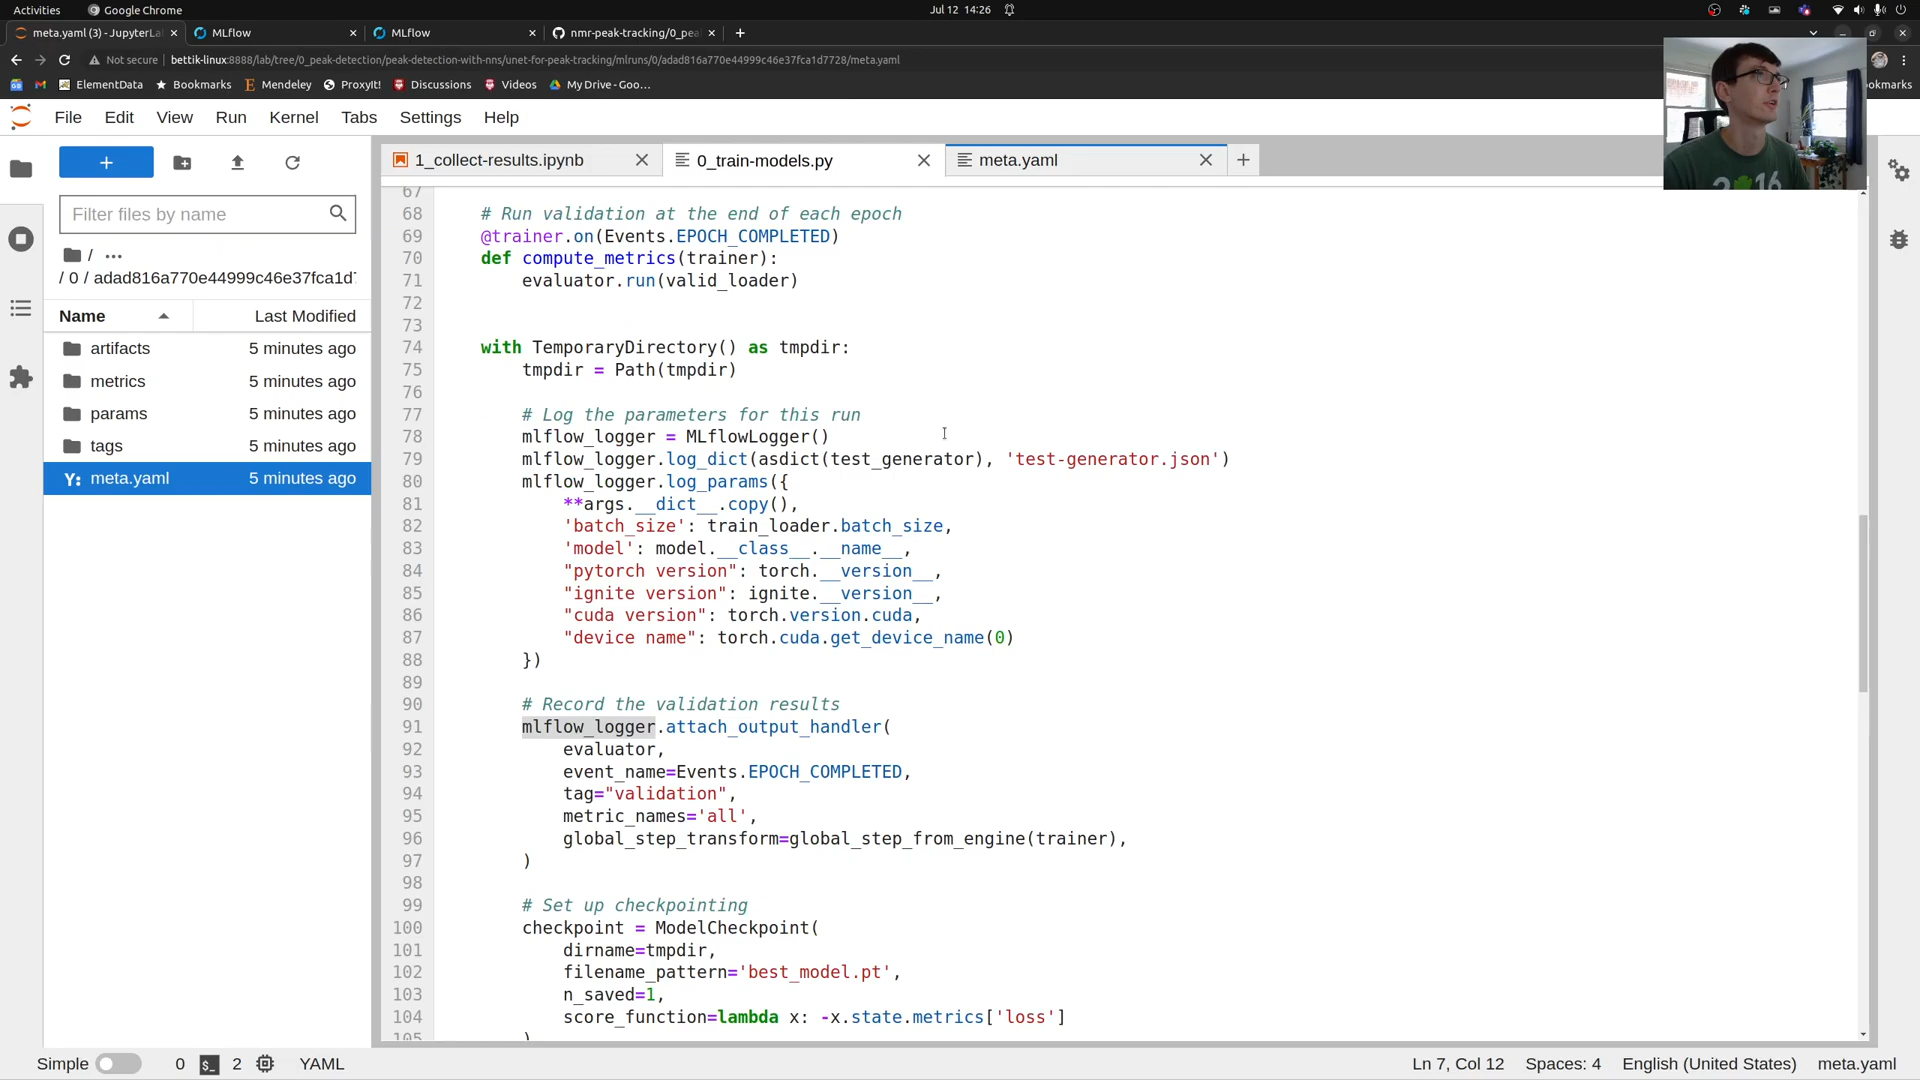 Activities
Google Chrome
Jul 12 14:26
meta.yaml (3) - JupyterLa
MLflow
MLflow
nmr-peak-tracking/0_pea
Not secure
bettik-linux:8888/lab/tree/0_peak-detection/peak-detection-with-nns/unet-for-peak-tracking/mlruns/0/adad816a770e44999c46e37fca1d7728/meta.yaml
ElementData
Bookmarks
Mendeley
ProxyIt!
Discussions
Videos
My Drive - Goo...
okmarks
File
Edit
View
Run
Kernel
Tabs
Settings
Help
1_collect-results.ipynb
0_train-models.py
meta.yaml
Filter files by name
/ ...
/ 0 / adad816a770e44999c46e37fca1d7
Name
Last Modified
artifacts 5 minutes ago
metrics 5 minutes ago
params 5 minutes ago
tags 5 minutes ago
Y: meta.yaml 5 minutes ago
67
68 # Run validation at the end of each epoch
69 @trainer.on(Events.EPOCH_COMPLETED)
70 def compute_metrics(trainer):
71 evaluator.run(valid_loader)
72
73
74 with TemporaryDirectory() as tmpdir:
75 tmpdir = Path(tmpdir)
76
77 # Log the parameters for this run
78 mlflow_logger = MLflowLogger()
79 mlflow_logger.log_dict(asdict(test_generator), 'test-generator.json')
80 mlflow_logger.log_params({
81 **args.__dict__.copy(),
82 'batch_size': train_loader.batch_size,
83 'model': model.__class__.__name__,
84 "pytorch version": torch.__version__,
85 "ignite version": ignite.__version__,
86 "cuda version": torch.version.cuda,
87 "device name": torch.cuda.get_device_name(0)
88 })
89
90 # Record the validation results
91 mlflow_logger.attach_output_handler(
92 evaluator,
93 event_name=Events.EPOCH_COMPLETED,
94 tag="validation",
95 metric_names='all',
96 global_step_transform=global_step_from_engine(trainer),
97 )
98
99 # Set up checkpointing
100 checkpoint = ModelCheckpoint(
101 dirname=tmpdir,
102 filename_pattern='best_model.pt',
103 n_saved=1,
104 score_function=lambda x: -x.state.metrics['loss']
105 )
2 16
Simple
0
$_
2
YAML
Ln 7, Col 12
Spaces: 4
English (United States)
meta.yaml